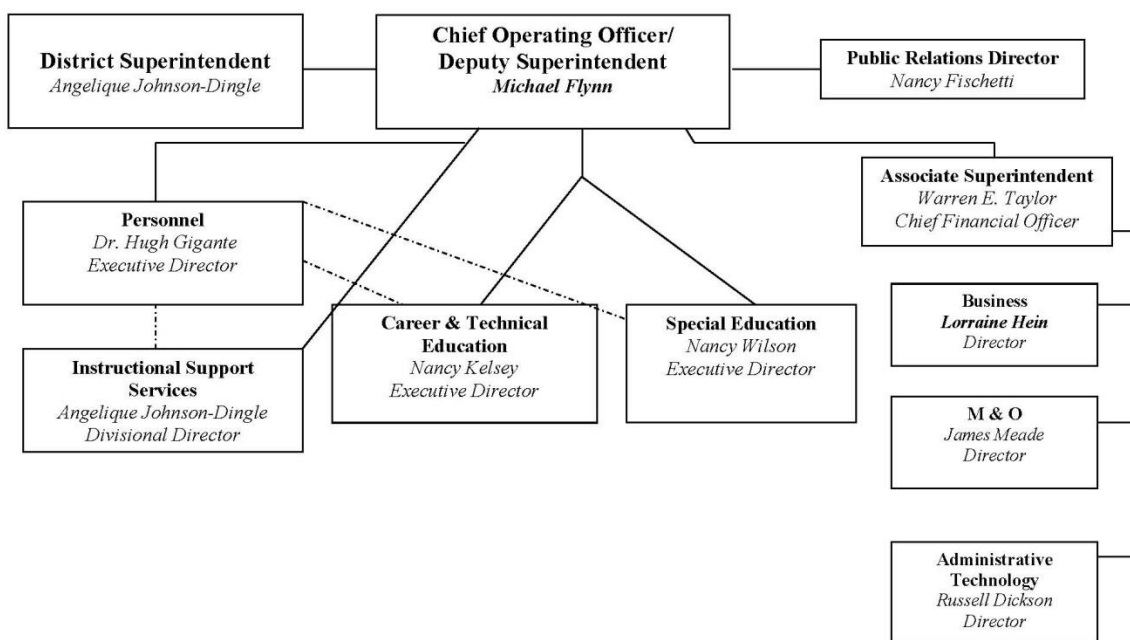 District Superintendent
Angelique Johnson-Dingle
Chief Operating Officer/
Deputy Superintendent
Michael Flynn
Public Relations Director
Nancy Fischetti
Personnel
Dr. Hugh Gigante
Executive Director
Associate Superintendent
Warren E. Taylor
Chief Financial Officer
Instructional Support
Services
Angelique Johnson-Dingle
Divisional Director
Career & Technical
Education
Nancy Kelsey
Executive Director
Special Education
Nancy Wilson
Executive Director
Business
Lorraine Hein
Director
M & O
James Meade
Director
Administrative
Technology
Russell Dickson
Director